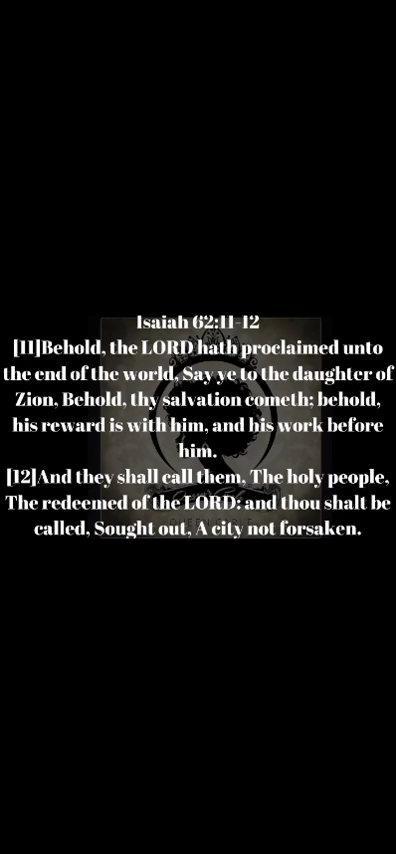 Isaiah 62:11-12
[11]Behold, the LORD hath proclaimed unto
the end of the world, Say ye to the daughter of
Zion, Behold, thy salvation cometh; behold,
his reward is with him, and his work before
him.
[12]And they shall call them, The holy people,
The redeemed of the LORD: and thou shalt be
called, Sought out, A city not forsaken.